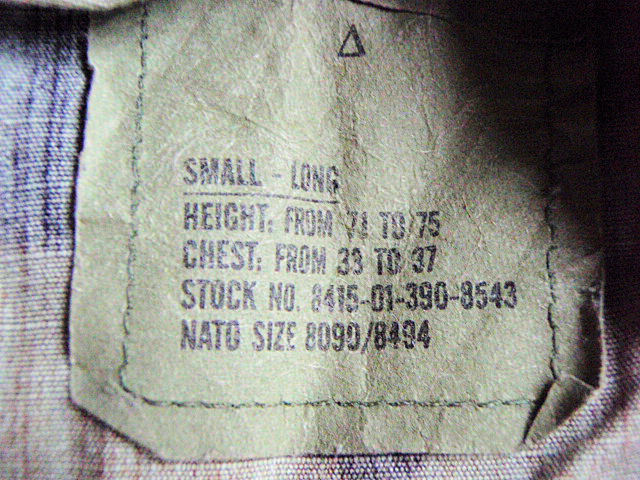 SMALL - LONG
HEIGHT: FROM 71 TO 75
CHEST: FROM 33 TO 37
STOCK NO. 8415-01-390-8543
NATO SIZE 8090/8494